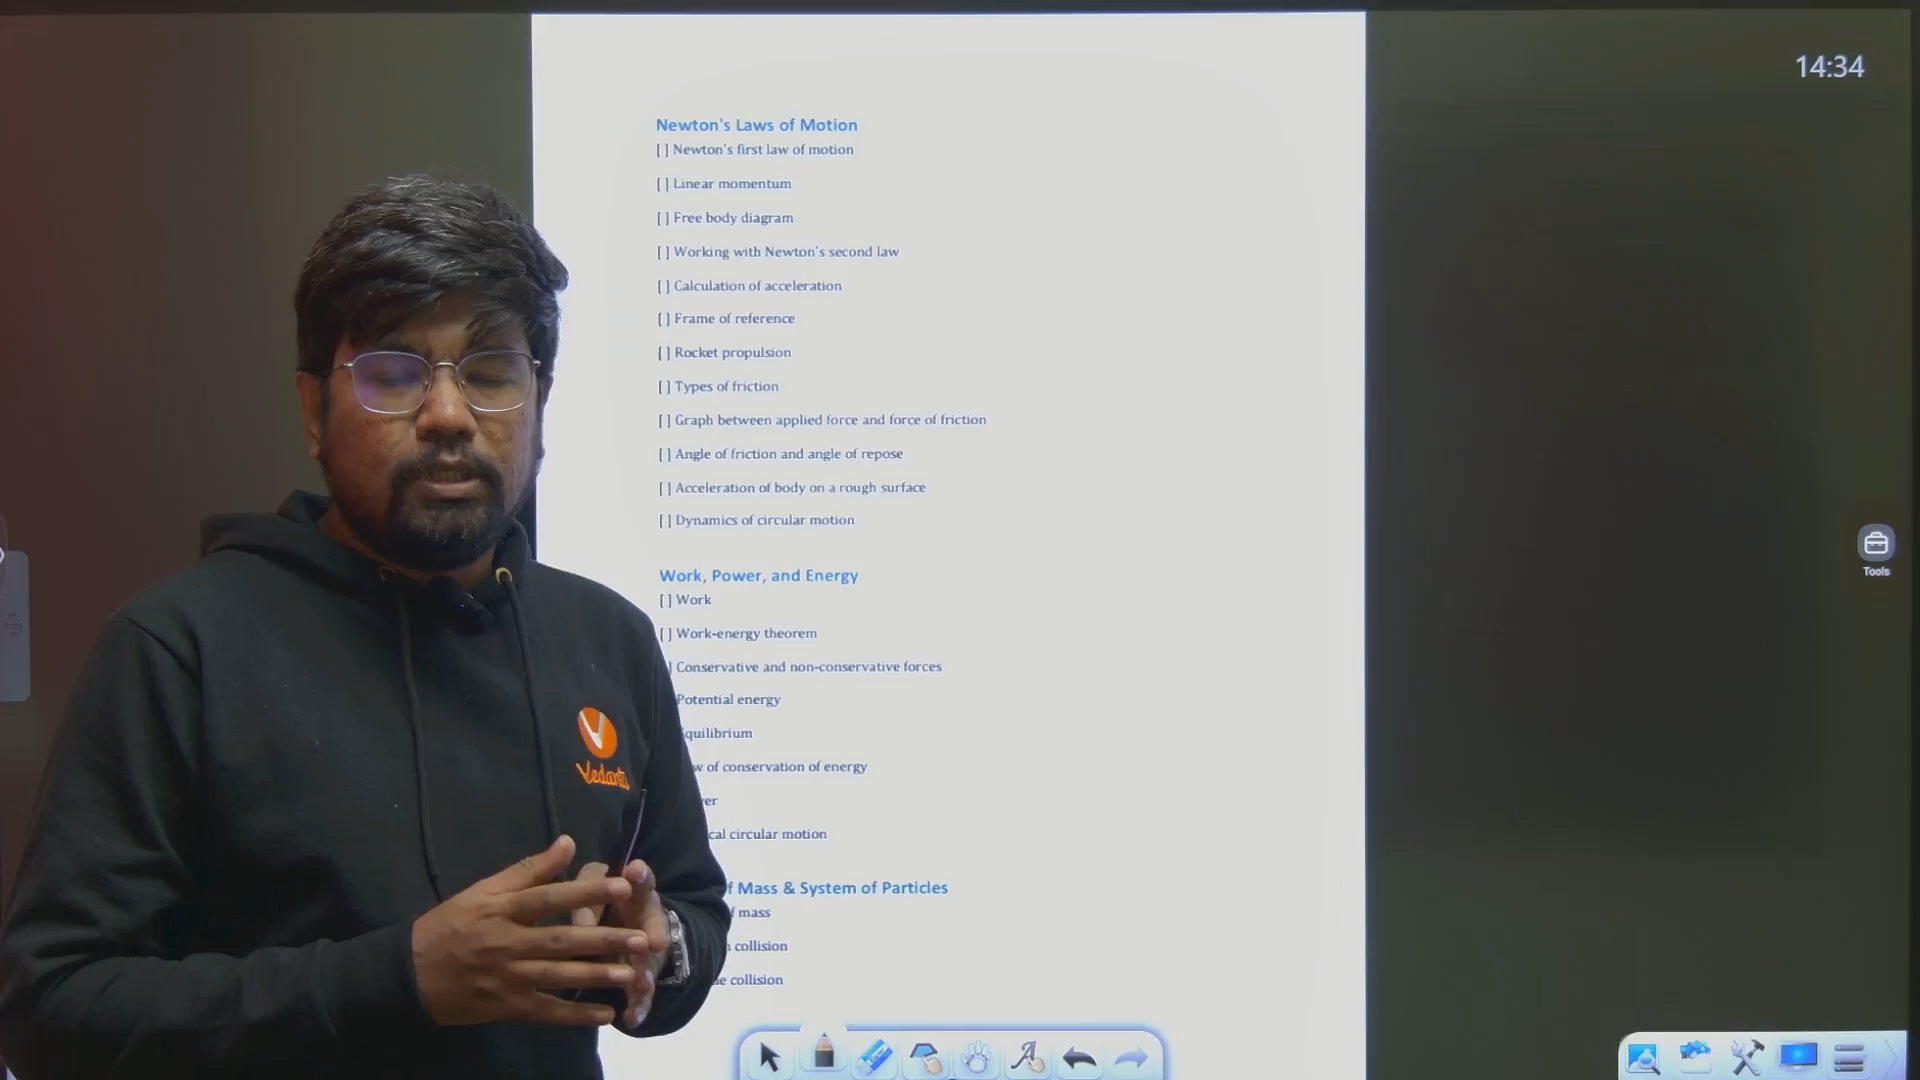 14:34
Newton's Laws of Motion
[ ] Newton's first law of motion
[ ] Linear momentum
[ ] Free body diagram
[ ] Working with Newton's second law
[ ] Calculation of acceleration
[ ] Frame of reference
[ ] Rocket propulsion
[ ] Types of friction
[ ] Graph between applied force and force of friction
[ ] Angle of friction and angle of repose
[ ] Acceleration of body on a rough surface
[ ] Dynamics of circular motion
Tools
Work, Power, and Energy
[ ] Work
[ ] Work-energy theorem
] Conservative and non-conservative forces
Potential energy
quilibrium
w of conservation of energy
er
cal circular motion
Vedantu
f Mass & System of Particles
f mass
collision
e collision